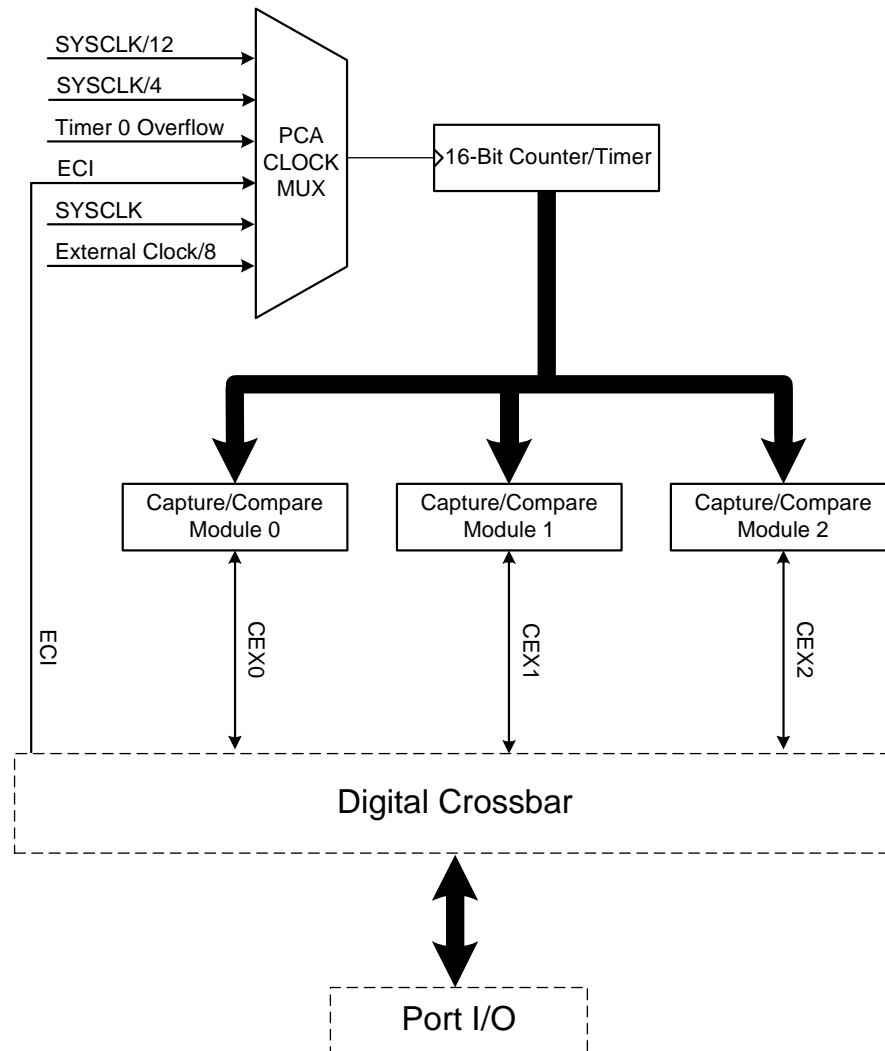 SYSCLK/12
SYSCLK/4
Timer 0 Overflow
ECI
SYSCLK
External Clock/8
PCA
CLOCK
MUX
16-Bit Counter/Timer
Capture/Compare
Module 0
Capture/Compare
Module 1
Capture/Compare
Module 2
ECI
CEX0
CEX1
CEX2
Digital Crossbar
Port I/O